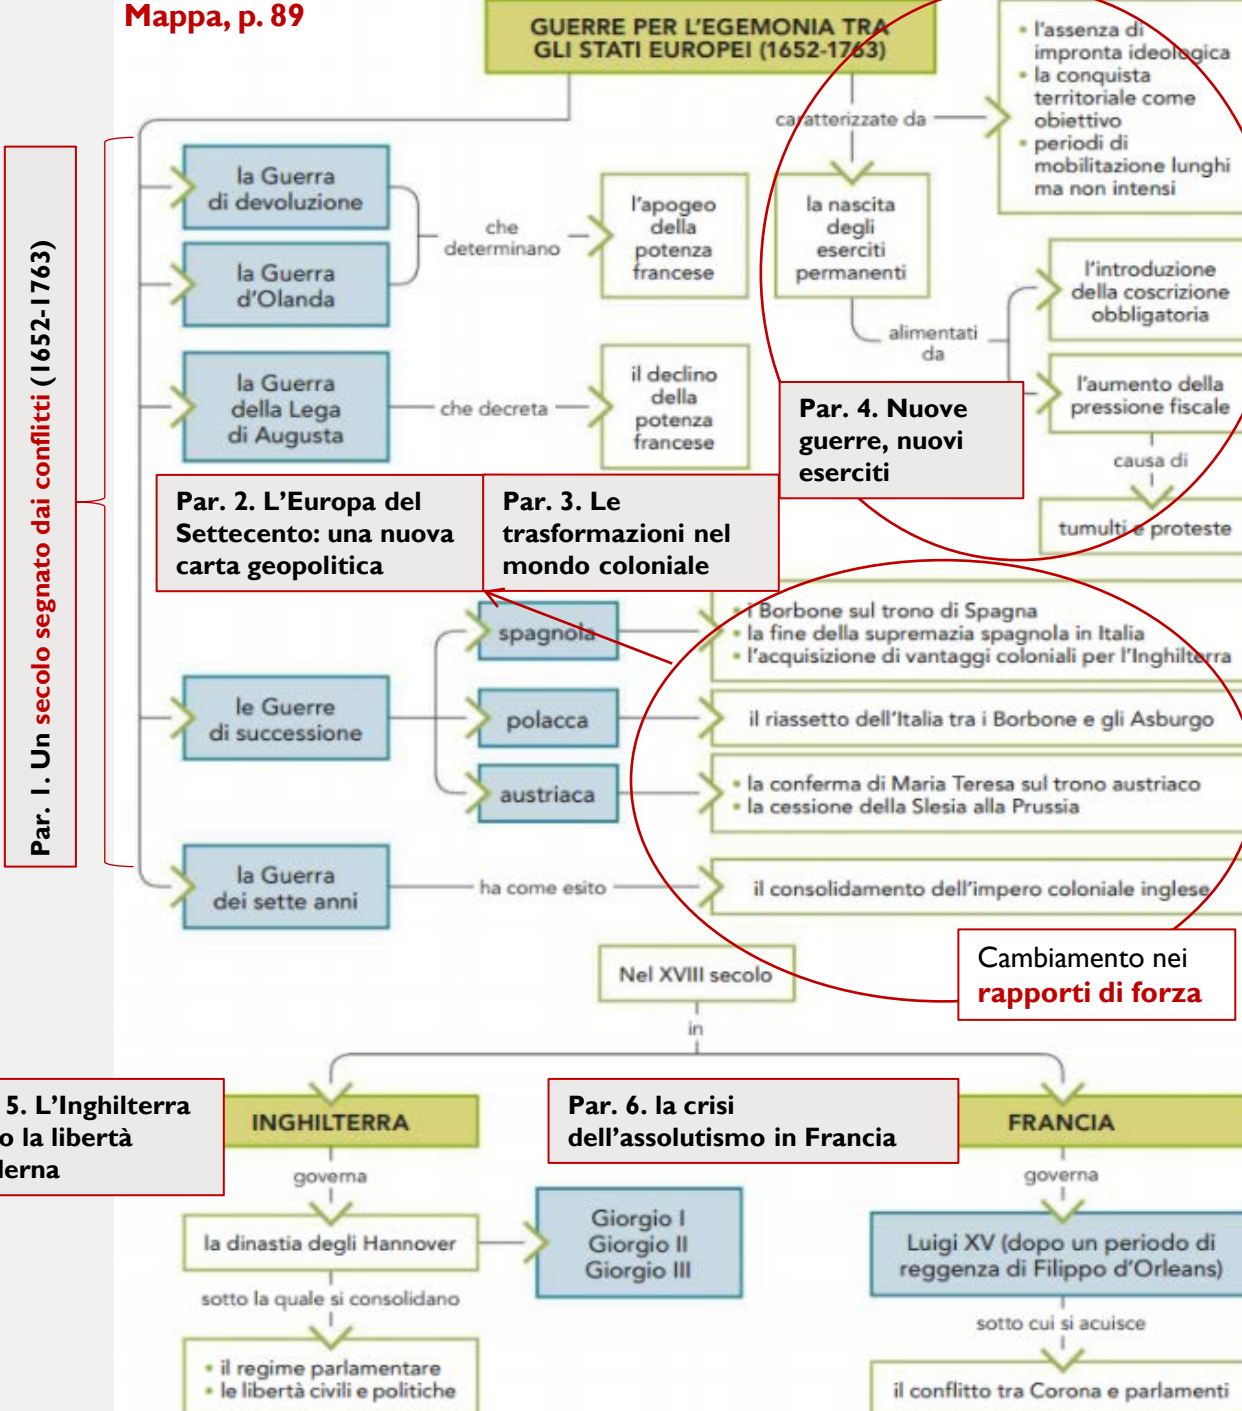 Mappa, p. 89
GUERRE PER L'EGEMONIA TRA
GLI STATI EUROPEI (1652-1763)
caratterizzate da
• l'assenza di
impronta ideologica
• la conquista
territoriale come
obiettivo
• periodi di
mobilitazione lunghi
ma non intensi
Par. 1. Un secolo segnato dai conflitti (1652-1763)
la Guerra
di devoluzione
la Guerra
d'Olanda
che
determinano
l'apogeo
della
potenza
francese
la nascita
degli
eserciti
permanenti
alimentati
da
l'introduzione
della coscrizione
obbligatoria
l'aumento della
pressione fiscale
causa di
tumulti e proteste
la Guerra
della Lega
di Augusta
che decreta
il declino
della
potenza
francese
Par. 4. Nuove
guerre, nuovi
eserciti
Par. 2. L'Europa del
Settecento: una nuova
carta geopolitica
Par. 3. Le
trasformazioni nel
mondo coloniale
le Guerre
di successione
spagnola
• i Borbone sul trono di Spagna
• la fine della supremazia spagnola in Italia
• l'acquisizione di vantaggi coloniali per l'Inghilterra
polacca
il riassetto dell'Italia tra i Borbone e gli Asburgo
austriaca
• la conferma di Maria Teresa sul trono austriaco
• la cessione della Slesia alla Prussia
la Guerra
dei sette anni
ha come esito
il consolidamento dell'impero coloniale inglese
Cambiamento nei
rapporti di forza
Nel XVIII secolo
in
5. L'Inghilterra
o la libertà
lerna
INGHILTERRA
governa
la dinastia degli Hannover
Giorgio I
Giorgio II
Giorgio III
sotto la quale si consolidano
• il regime parlamentare
• le libertà civili e politiche
Par. 6. la crisi
dell'assolutismo in Francia
FRANCIA
governa
Luigi XV (dopo un periodo di
reggenza di Filippo d'Orleans)
sotto cui si acuisce
il conflitto tra Corona e parlamenti